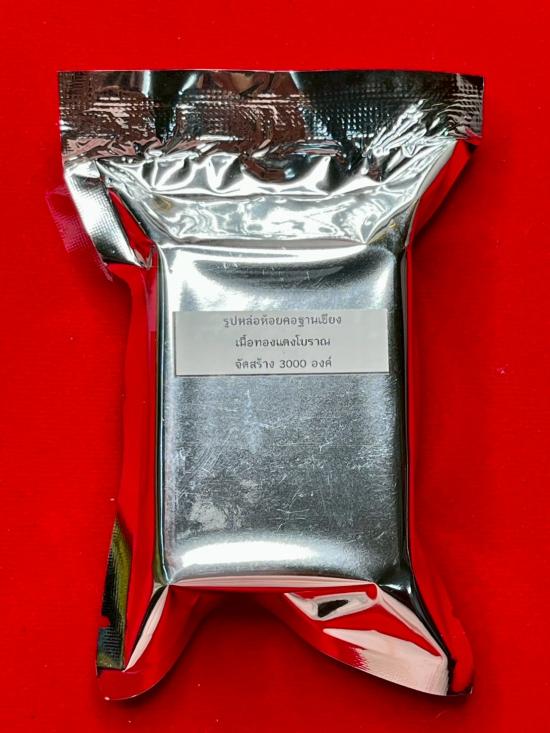 รูปหล่อห้อยคอฐานเขียง
เนื้อทองแดงโบราณ
จัดสร้าง 3000 องค์